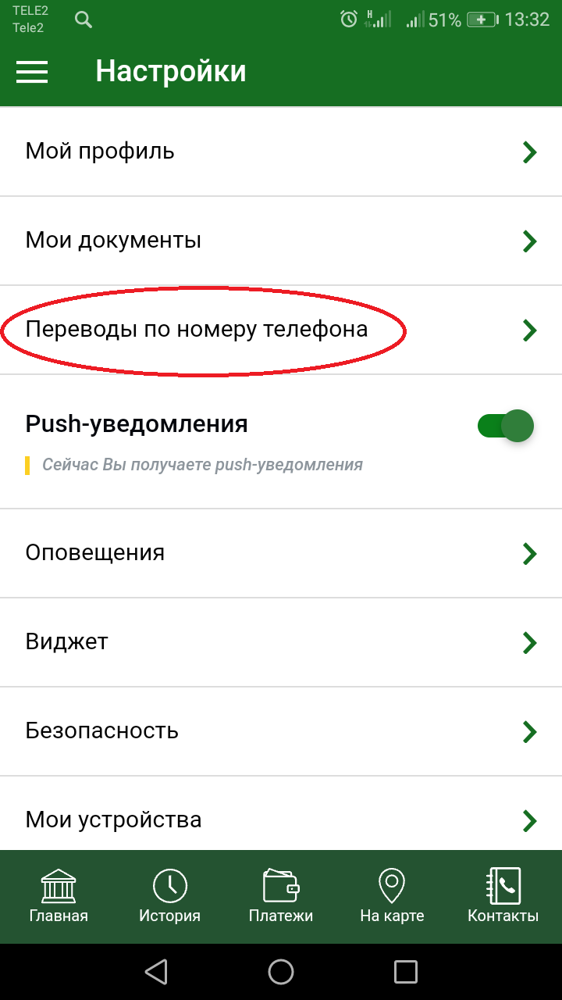 TELE2
Tele2
H
51%
13:32
Настройки
Мой профиль
Мои документы
Переводы по номеру телефона
Push-уведомления
Сейчас Вы получаете push-уведомления
Оповещения
Виджет
Безопасность
Мои устройства
Главная
История
Платежи
На карте
Контакты